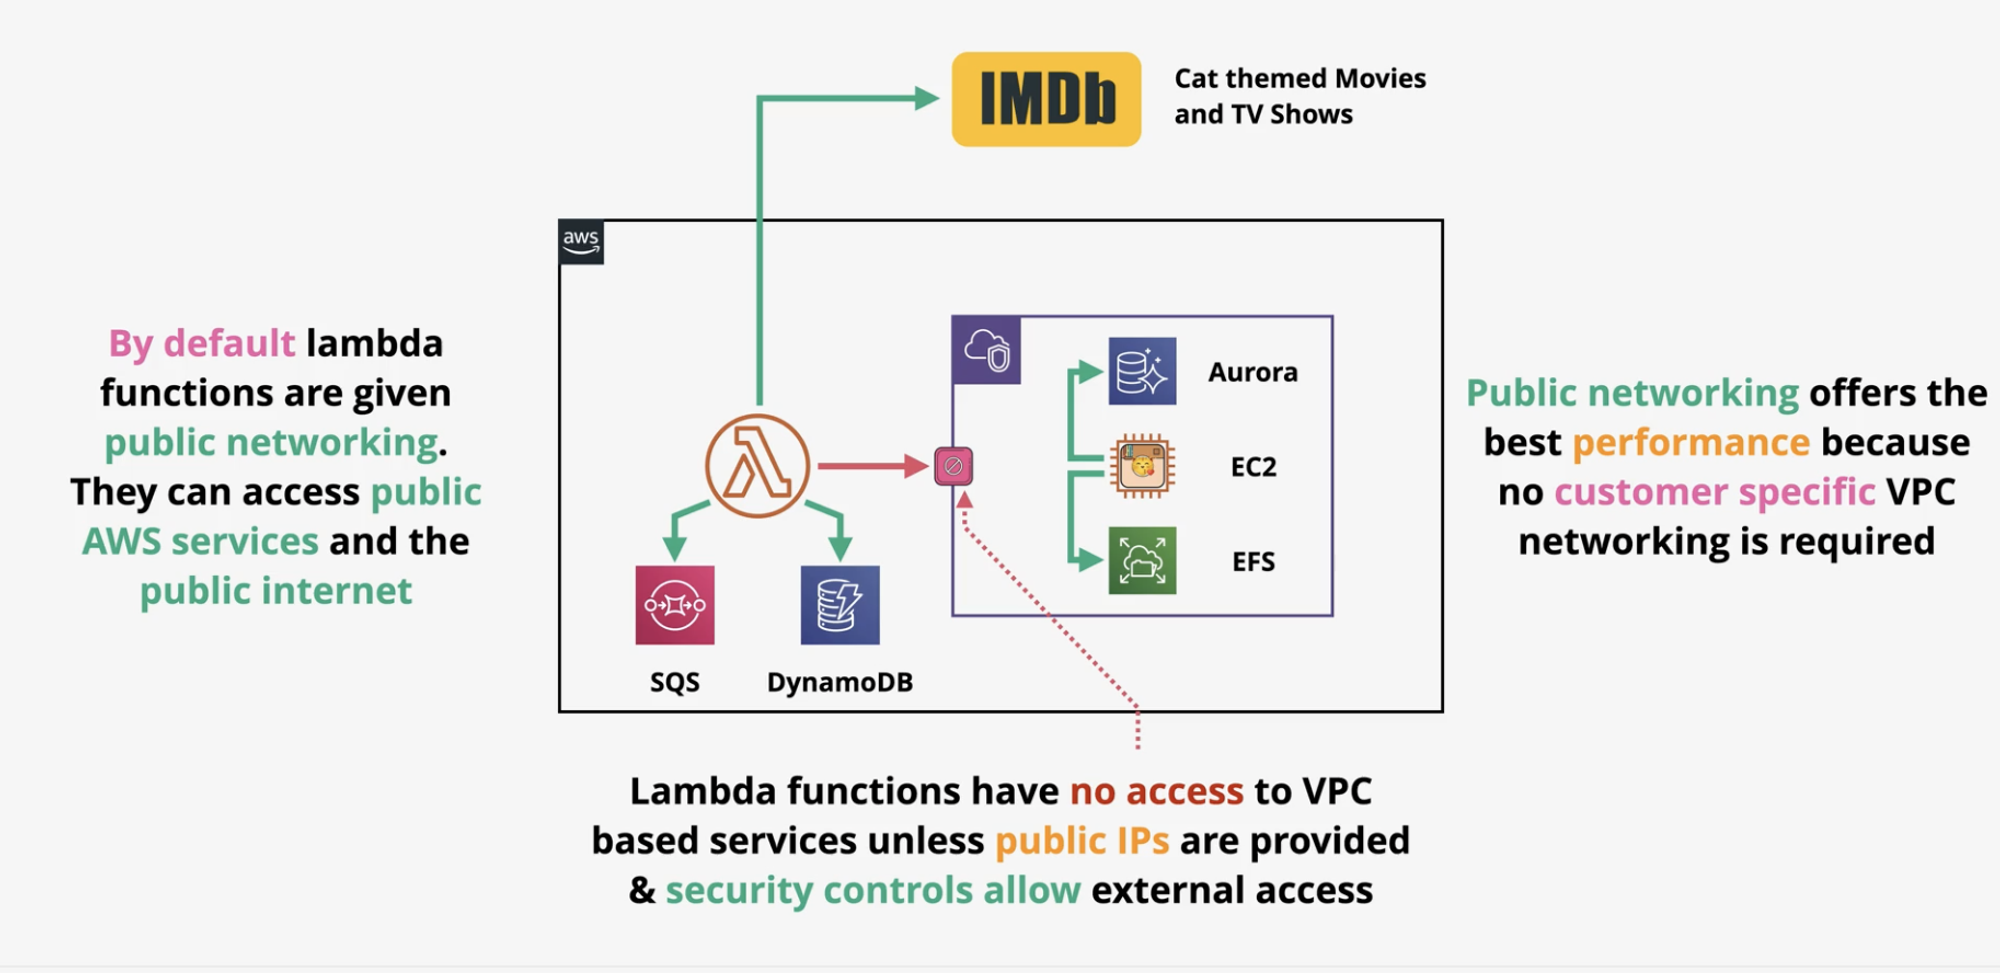 IMDb
Cat themed Movies
and TV Shows
aws
By default lambda
functions are given
public networking.
They can access public
AWS services and the
public internet
Aurora
EC2
EFS
SQS
DynamoDB
Public networking offers the
best performance because
no customer specific VPC
networking is required
Lambda functions have no access to VPC
based services unless public IPs are provided
& security controls allow external access